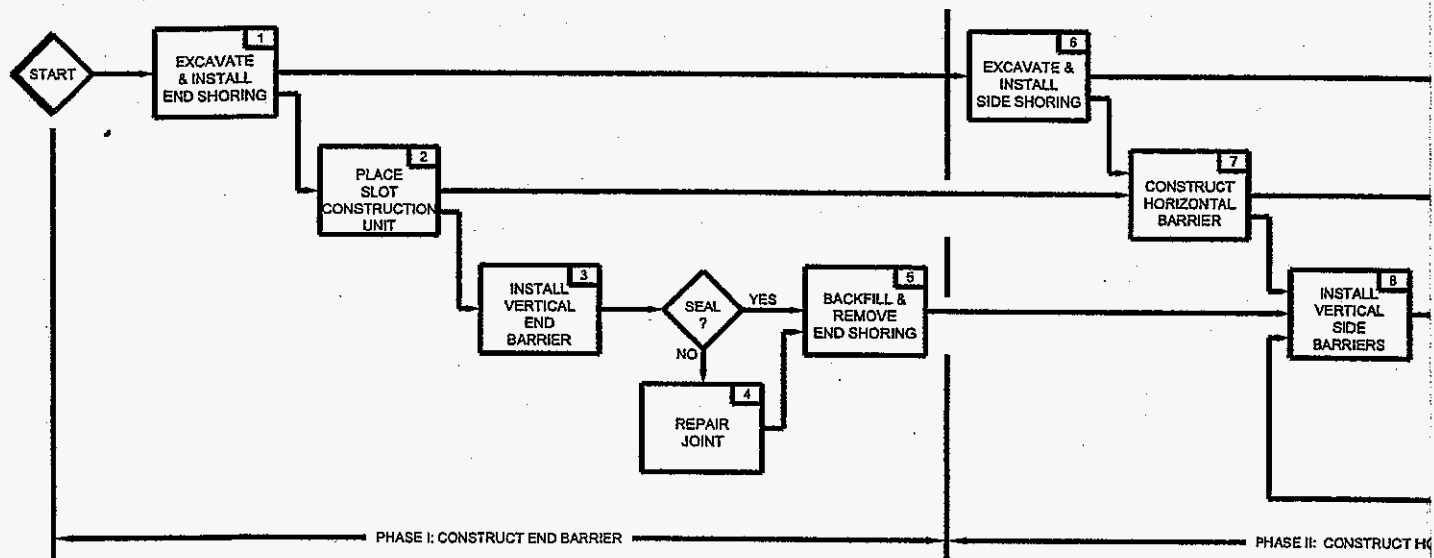 START
1
EXCAVATE
& INSTALL
END SHORING
2
PLACE
SLOT
CONSTRUCTION
UNIT
3
INSTALL
VERTICAL
END
BARRIER
SEAL
?
YES
NO
4
REPAIR
JOINT
5
BACKFILL &
REMOVE
END SHORING
6
EXCAVATE &
INSTALL
SIDE SHORING
7
CONSTRUCT
HORIZONTAL
BARRIER
8
INSTALL
VERTICAL
SIDE
BARRIERS
PHASE I: CONSTRUCT END BARRIER
PHASE II: CONSTRUCT